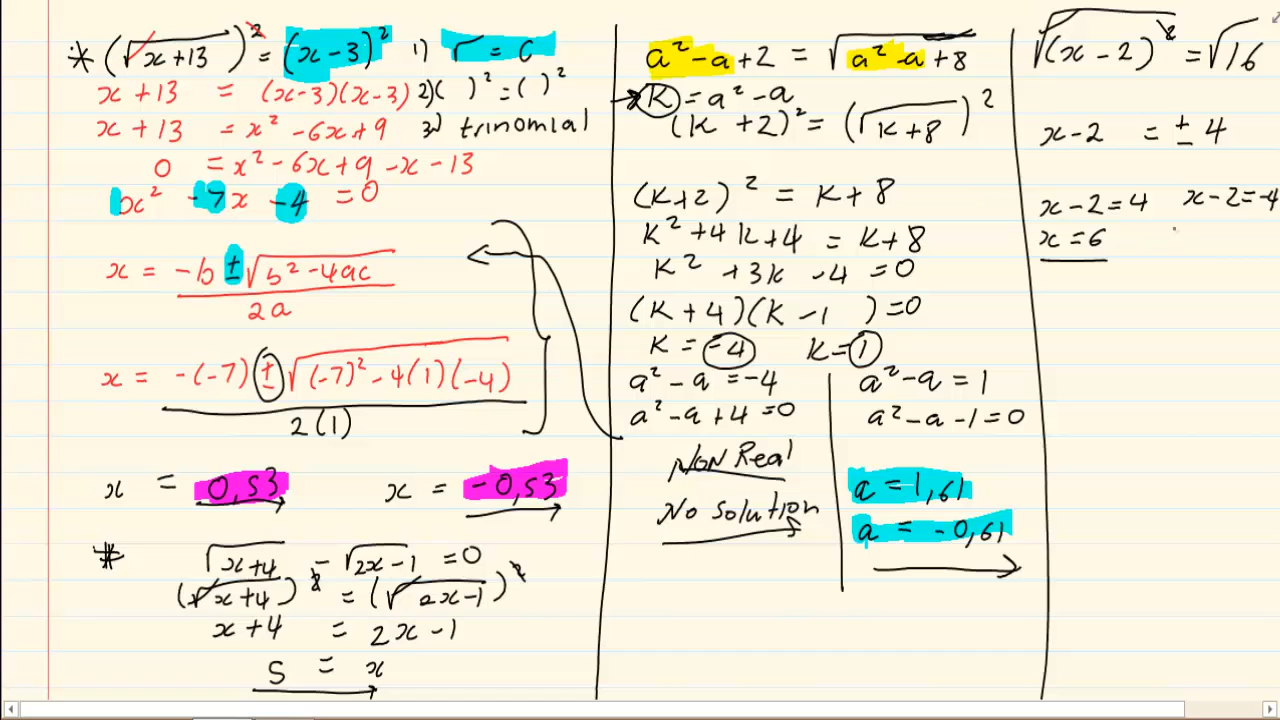 * (√x+13)² = (x-3)² 1) √ = C
x + 13 = (x-3)(x-3) 2) ( )² = ( )²
x + 13 = x² - 6x + 9 3) trinomial
0 = x² - 6x + 9 - x - 13
1x² - 7x - 4 = 0
x = -b ± √b² - 4ac
2a
x = -(-7) ± √(-7)² - 4(1)(-4)
2(1)
x = 0,53 x = -0,53
* √x+4 - √2x-1 = 0
(√x+4)² = (√2x-1)²
x + 4 = 2x - 1
5 = x
a² - a + 2 = √a² - a + 8
K = a² - a
(K + 2)² = (√K + 8)²
(K+2)² = K + 8
K² + 4K + 4 = K + 8
K² + 3K - 4 = 0
(K + 4)(K - 1) = 0
K = -4 K = 1
a² - a = -4
a² - a + 4 = 0
Non Real
No solution
a² - a = 1
a² - a - 1 = 0
a = 1,61
a = -0,61
√(x - 2)² = √16
x - 2 = ± 4
x - 2 = 4 x - 2 = -4
x = 6